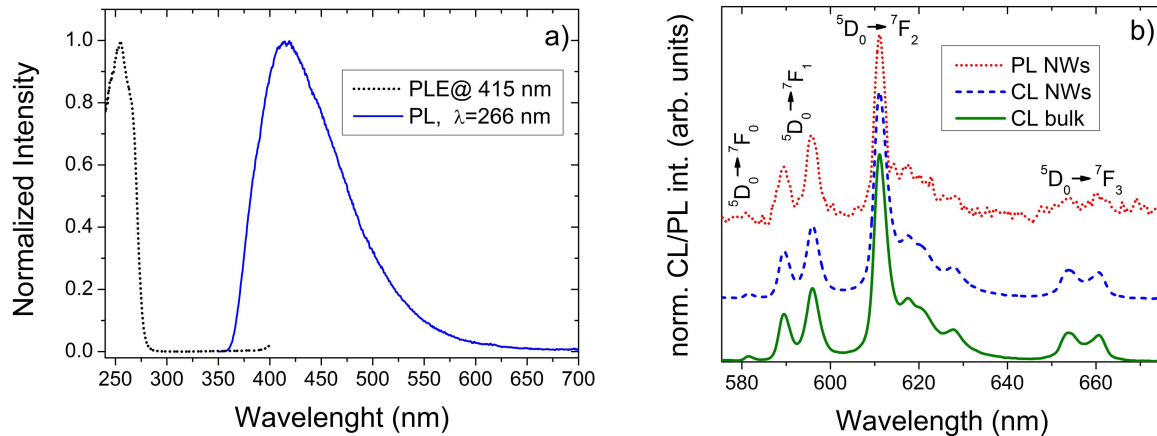 a)
PLE@ 415 nm
PL, λ=266 nm
Normalized Intensity
1.0
0.8
0.6
0.4
0.2
0.0
250 300 350 400 450 500 550 600 650 700
Wavelenght (nm)
b)
⁵D₀→⁷F₂
PL NWs
CL NWs
CL bulk
⁵D₀→⁷F₀
⁵D₀→⁷F₁
⁵D₀→⁷F₃
norm. CL/PL int. (arb. units)
580 600 620 640 660
Wavelength (nm)